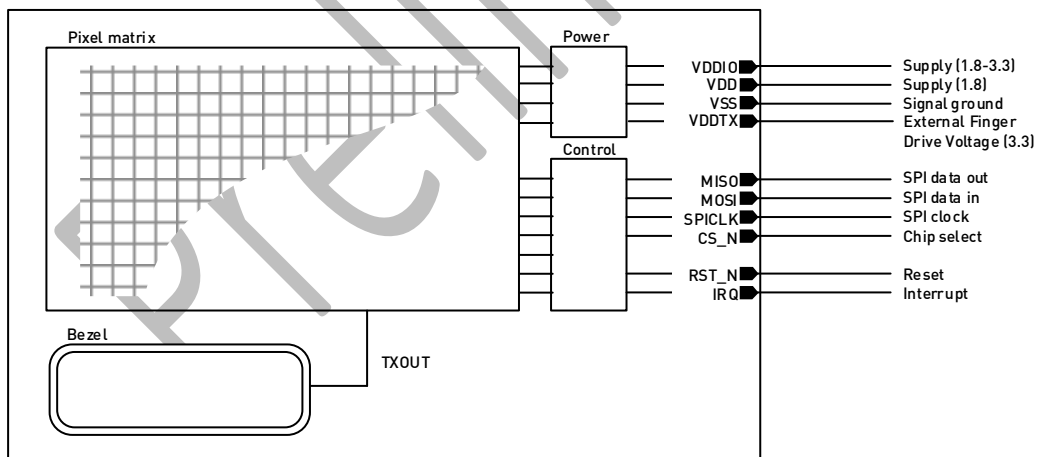 Pixel matrix
Power
VDDIO Supply (1.8-3.3)
VDD Supply (1.8)
VSS Signal ground
VDDTX External Finger
Drive Voltage (3.3)
Control
MISO SPI data out
MOSI SPI data in
SPICLK SPI clock
CS_N Chip select
RST_N Reset
IRQ Interrupt
Bezel
TXOUT